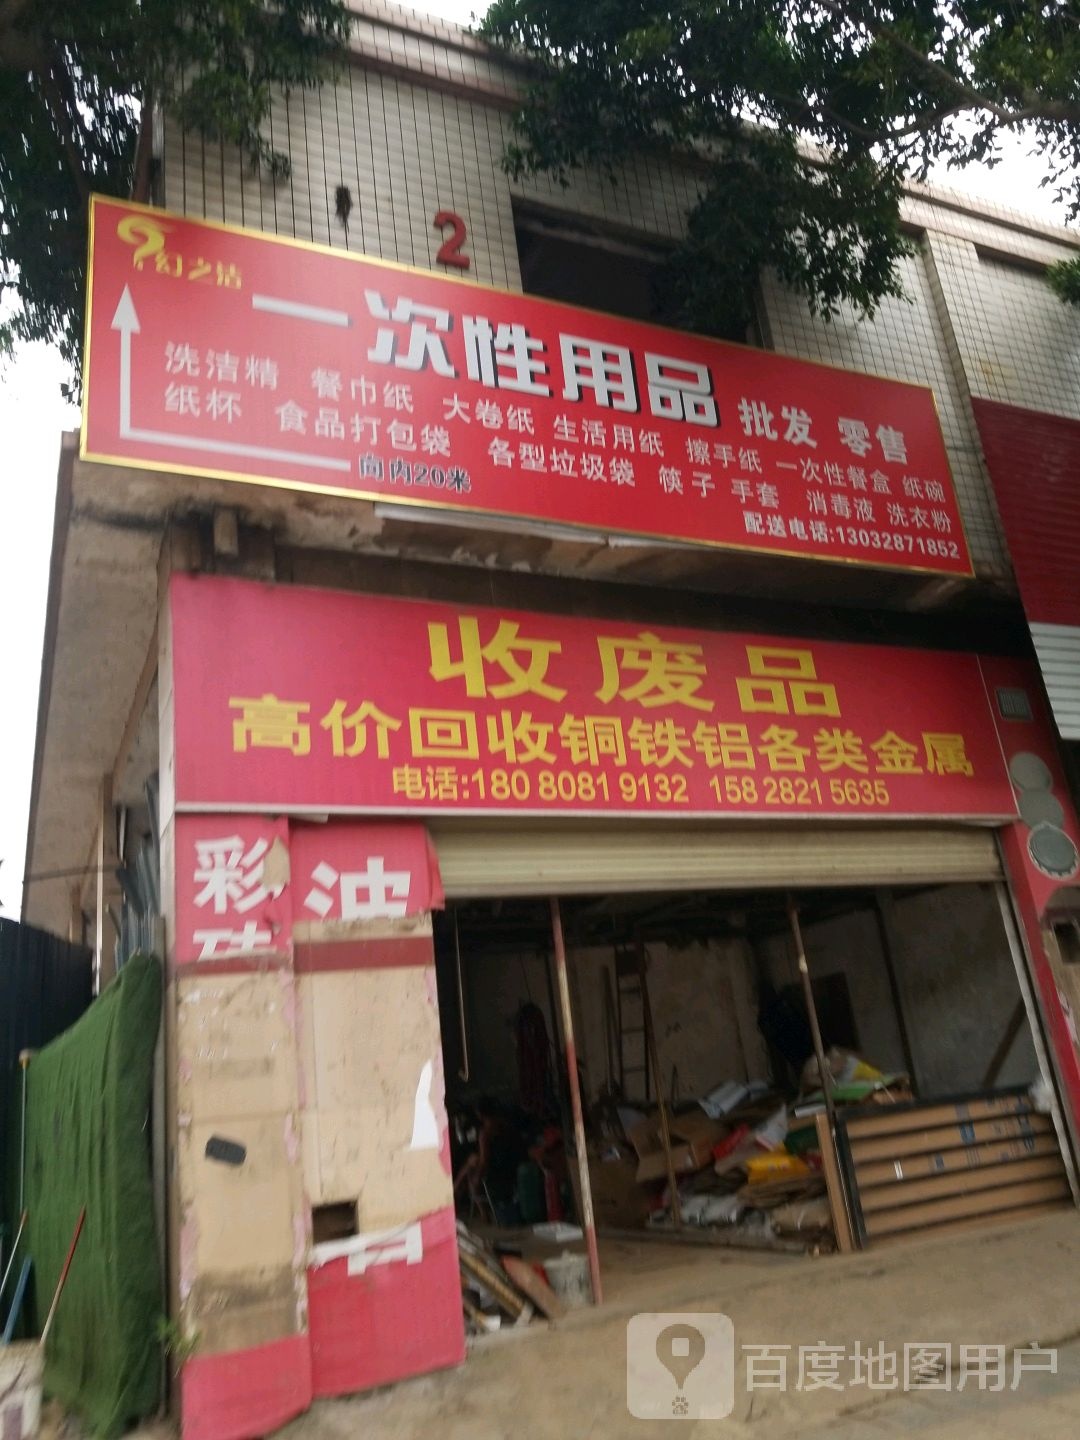 2
幻之洁
一次性用品 批发 零售
洗洁精 餐巾纸 大卷纸 生活用纸 擦手纸 一次性餐盒 纸碗
纸杯 食品打包袋 各型垃圾袋 筷子 手套 消毒液 洗衣粉
向内20米
配送电话:13032871852
收废品
高价回收铜铁铝各类金属
电话:180 8081 9132 158 2821 5635
彩
百度地图用户